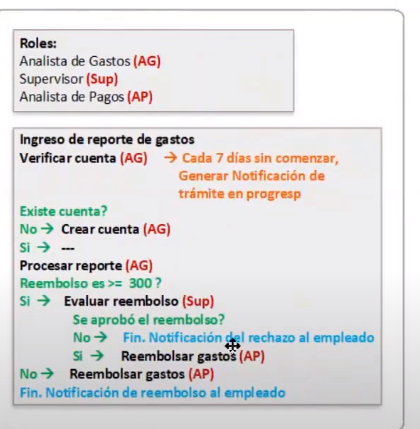 Roles:
Analista de Gastos (AG)
Supervisor (Sup)
Analista de Pagos (AP)
Ingreso de reporte de gastos
Verificar cuenta (AG) → Cada 7 días sin comenzar,
Generar Notificación de
trámite en progresp
Existe cuenta?
No → Crear cuenta (AG)
Si → ---
Procesar reporte (AG)
Reembolso es >= 300 ?
Si → Evaluar reembolso (Sup)
Se aprobó el reembolso?
No → Fin. Notificación del rechazo al empleado
Si → Reembolsar gastos (AP)
No → Reembolsar gastos (AP)
Fin. Notificación de reembolso al empleado